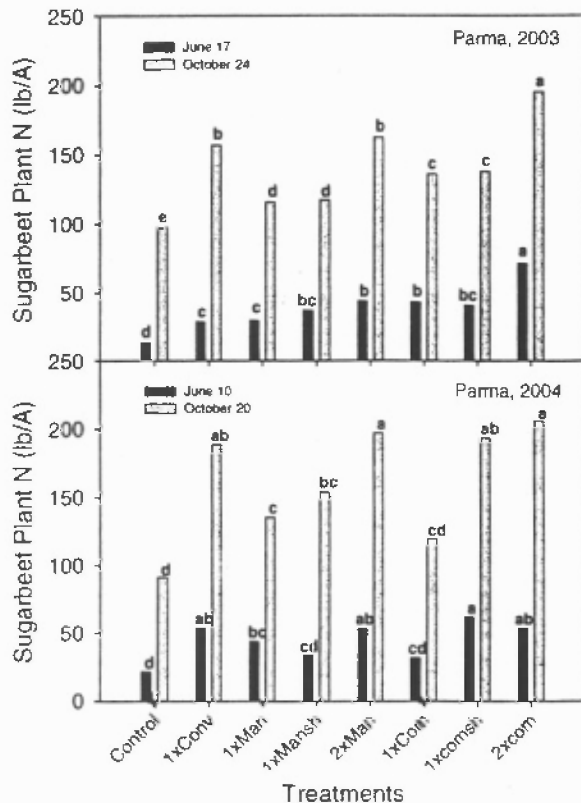 Parma, 2003
June 17
October 24
Sugarbeet Plant N (lb/A)
250
200
150
100
50
250
d e
c b
c d
bc d
b b
b c
bc c
a a
Parma, 2004
June 10
October 20
Sugarbeet Plant N (lb/A)
200
150
100
50
0
d d
ab ab
bc c
cd bc
ab a
cd cd
a ab
ab a
Control
1xConv
1xMan
1xMansh
2xMan
1xCom
1xcomsh
2xcom
Treatments